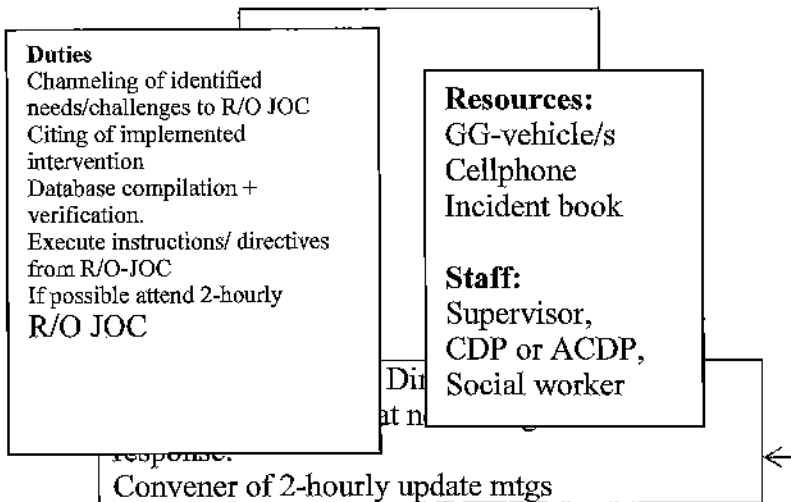 Duties
Channeling of identified
needs/challenges to R/O JOC
Citing of implemented
intervention
Database compilation +
verification.
Execute instructions/ directives
from R/O-JOC
If possible attend 2-hourly
R/O JOC
Resources:
GG-vehicle/s
Cellphone
Incident book
Staff:
Supervisor,
CDP or ACDP,
Social worker
response:
Convener of 2-hourly update mtgs